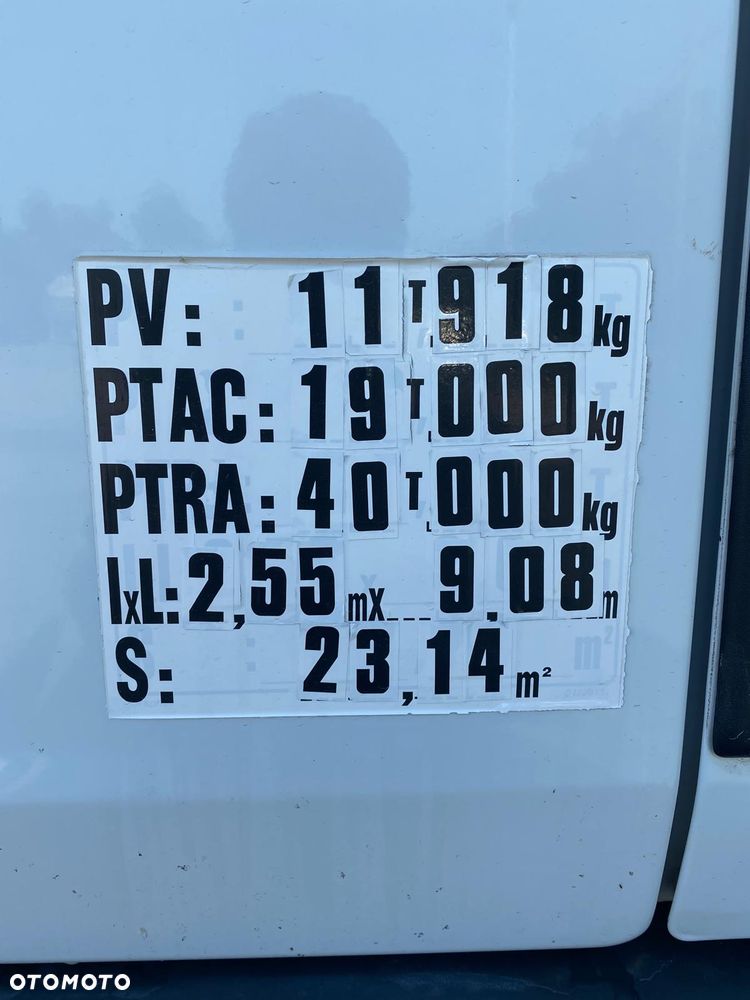 PV: 11 T 918 kg
PTAC: 19 T 000 kg
PTRA: 40 T 000 kg
lxL: 2,55 mX 9,08 m
S: 23,14 m²
OTOMOTO